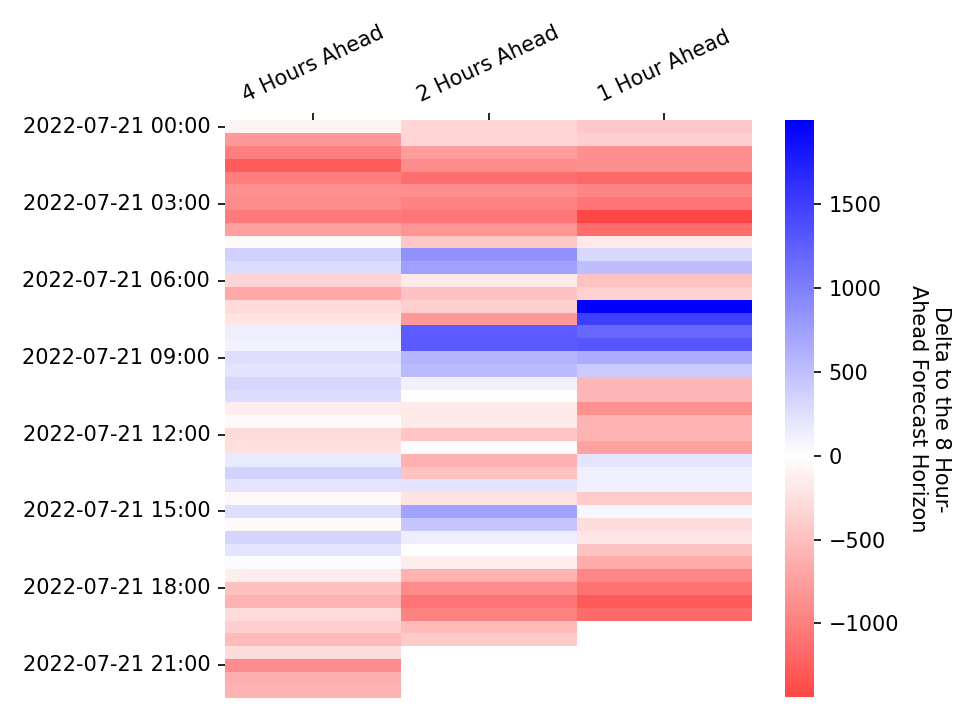 4 Hours Ahead
2 Hours Ahead
1 Hour Ahead
2022-07-21 00:00
2022-07-21 03:00
2022-07-21 06:00
2022-07-21 09:00
2022-07-21 12:00
2022-07-21 15:00
2022-07-21 18:00
2022-07-21 21:00
1500
1000
500
0
−500
−1000
Delta to the 8 Hour-
Ahead Forecast Horizon